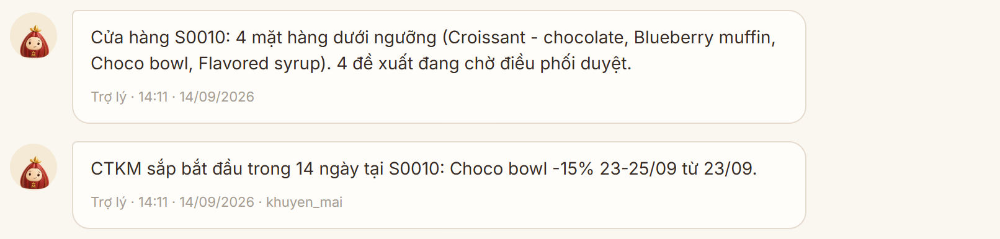 Cửa hàng S0010: 4 mặt hàng dưới ngưỡng (Croissant - chocolate, Blueberry muffin,
Choco bowl, Flavored syrup). 4 đề xuất đang chờ điều phối duyệt.
Trợ lý · 14:11 · 14/09/2026
CTKM sắp bắt đầu trong 14 ngày tại S0010: Choco bowl -15% 23-25/09 từ 23/09.
Trợ lý · 14:11 · 14/09/2026 · khuyen_mai